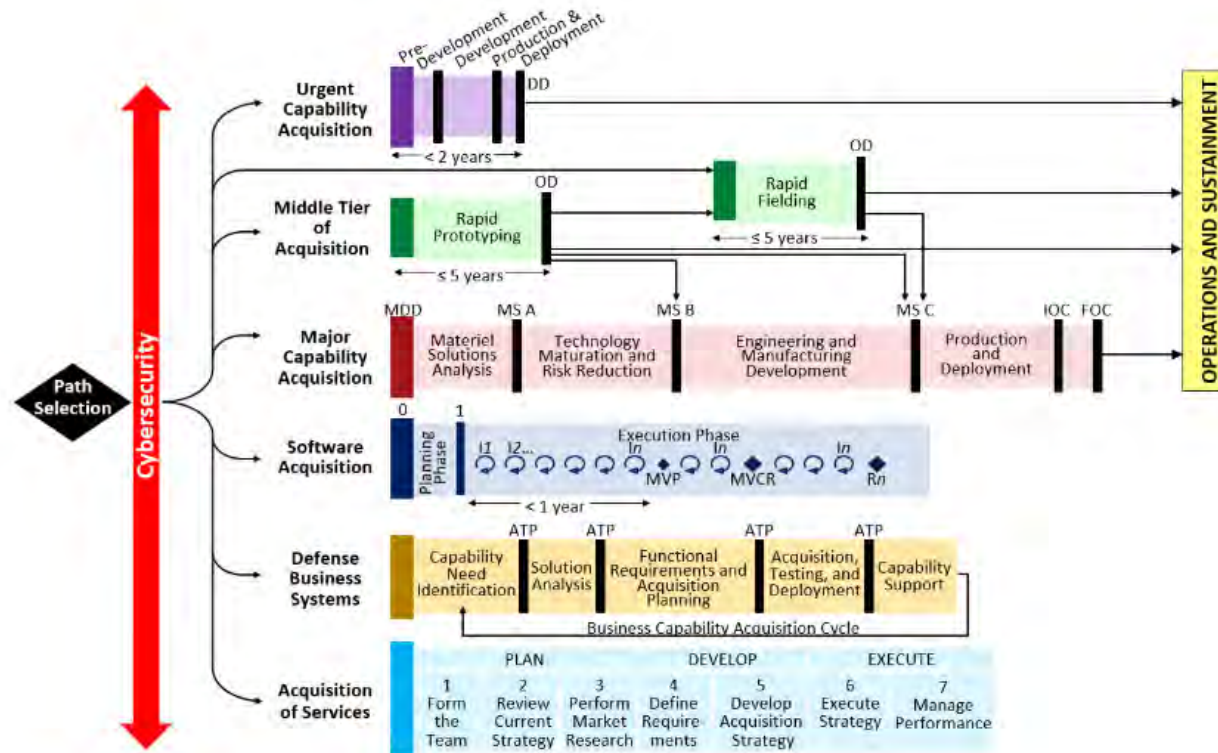 Pre-
Development
Development
Production &
Deployment
DD
Urgent
Capability
Acquisition
< 2 years
OD
Rapid
Fielding
≤ 5 years
OD
Middle Tier
of
Acquisition
Rapid
Prototyping
≤ 5 years
OPERATIONS AND SUSTAINMENT
Path
Selection
Cybersecurity
MDD
MS A
MS B
MS C
IOC
FOC
Major
Capability
Acquisition
Materiel
Solutions
Analysis
Technology
Maturation and
Risk Reduction
Engineering and
Manufacturing
Development
Production
and
Deployment
0
1
Software
Acquisition
Planning
Phase
Execution Phase
I1
I2...
In
In
In
MVP
MVCR
Rn
< 1 year
ATP
ATP
ATP
ATP
Defense
Business
Systems
Capability
Need
Identification
Solution
Analysis
Functional
Requirements and
Acquisition
Planning
Acquisition,
Testing, and
Deployment
Capability
Support
Business Capability Acquisition Cycle
Acquisition
of Services
PLAN
DEVELOP
EXECUTE
1
Form
the
Team
2
Review
Current
Strategy
3
Perform
Market
Research
4
Define
Require-
ments
5
Develop
Acquisition
Strategy
6
Execute
Strategy
7
Manage
Performance